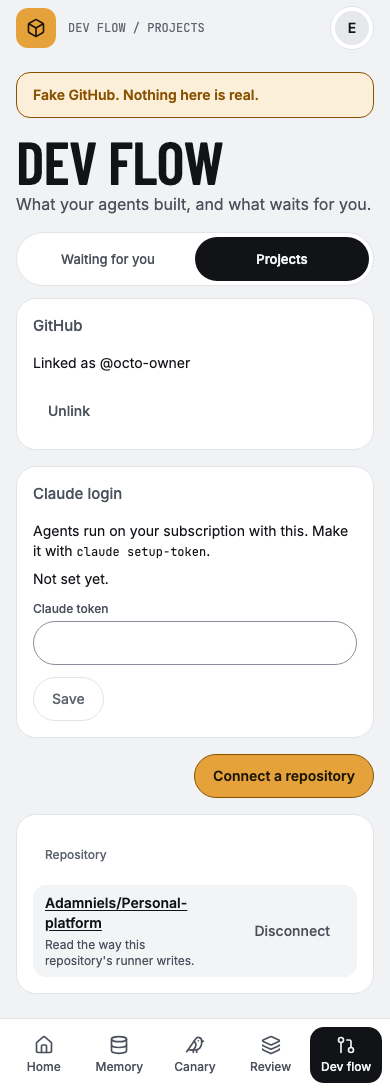 DEV FLOW / PROJECTS
E
Fake GitHub. Nothing here is real.
DEV FLOW
What your agents built, and what waits for you.
Waiting for you
Projects
GitHub
Linked as @octo-owner
Unlink
Claude login
Agents run on your subscription with this. Make
it with claude setup-token.
Not set yet.
Claude token
Save
Connect a repository
Repository
Adamniels/Personal-
platform
Read the way this
repository's runner writes.
Disconnect
Home
Memory
Canary
Review
Dev flow